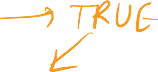 → TRUE